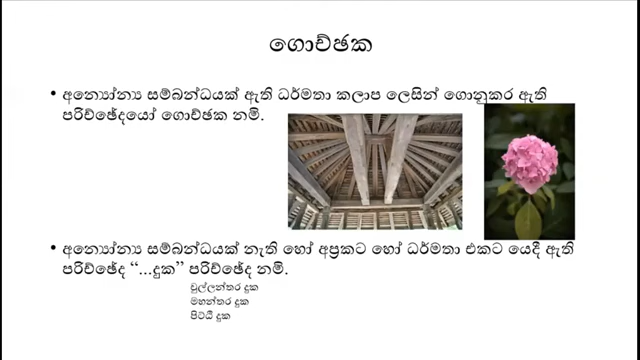 ගොච්ඡක
• අන්‍යෝන්‍ය සම්බන්ධයක් ඇති ධර්මතා කලාප ලෙසින් ගොනුකර ඇති
පරිච්ඡේදයෝ ගොච්ඡක නමි.
• අන්‍යෝන්‍ය සම්බන්ධයක් නැති හෝ අප්‍රකට හෝ ධර්මතා එකට යෙදී ඇති
පරිච්ඡේද “...දුක” පරිච්ඡේද නමි.
චුල්ලන්තර දුක
මහන්තර දුක
පිට්ඨි දුක